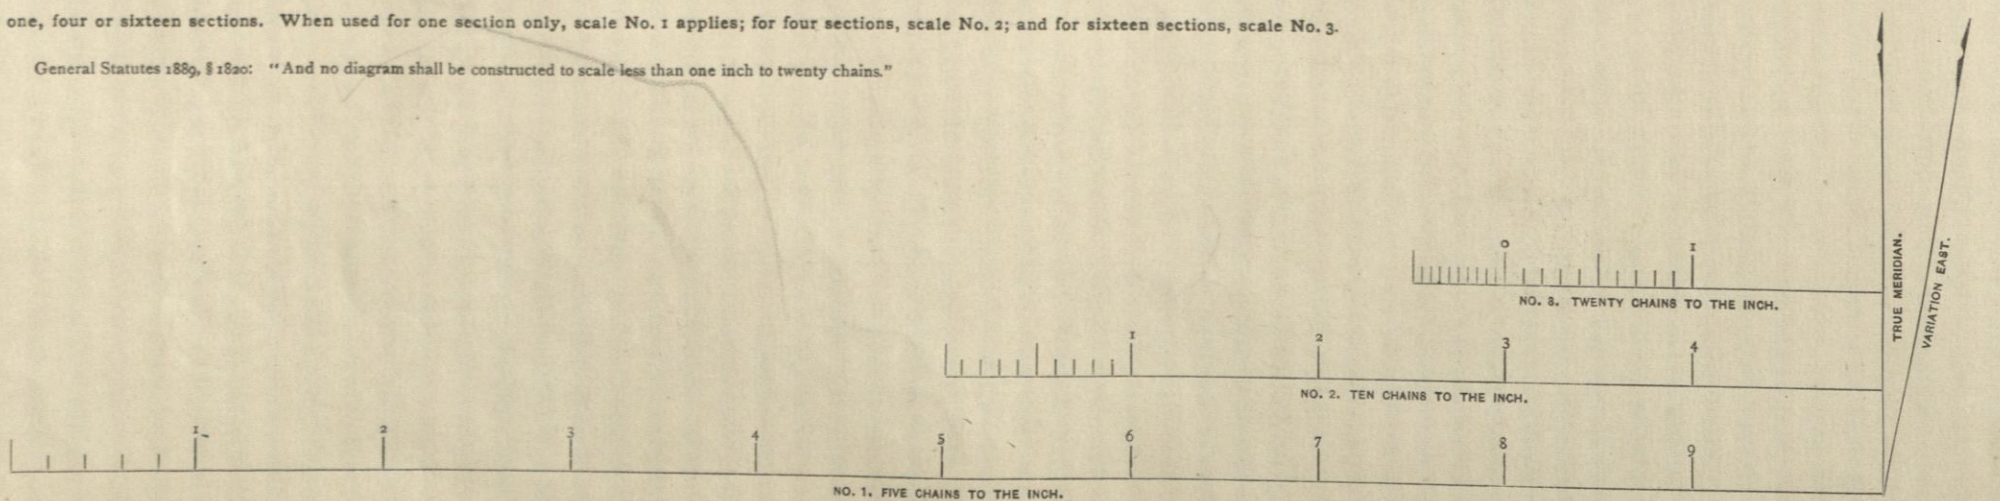 one, four or sixteen sections. When used for one section only, scale No. 1 applies; for four sections, scale No. 2; and for sixteen sections, scale No. 3.
General Statutes 1889, § 1820: "And no diagram shall be constructed to scale less than one inch to twenty chains."
TRUE MERIDIAN.
VARIATION EAST.
0 1
NO. 3. TWENTY CHAINS TO THE INCH.
1 2 3 4
NO. 2. TEN CHAINS TO THE INCH.
1 2 3 4 5 6 7 8 9
NO. 1. FIVE CHAINS TO THE INCH.